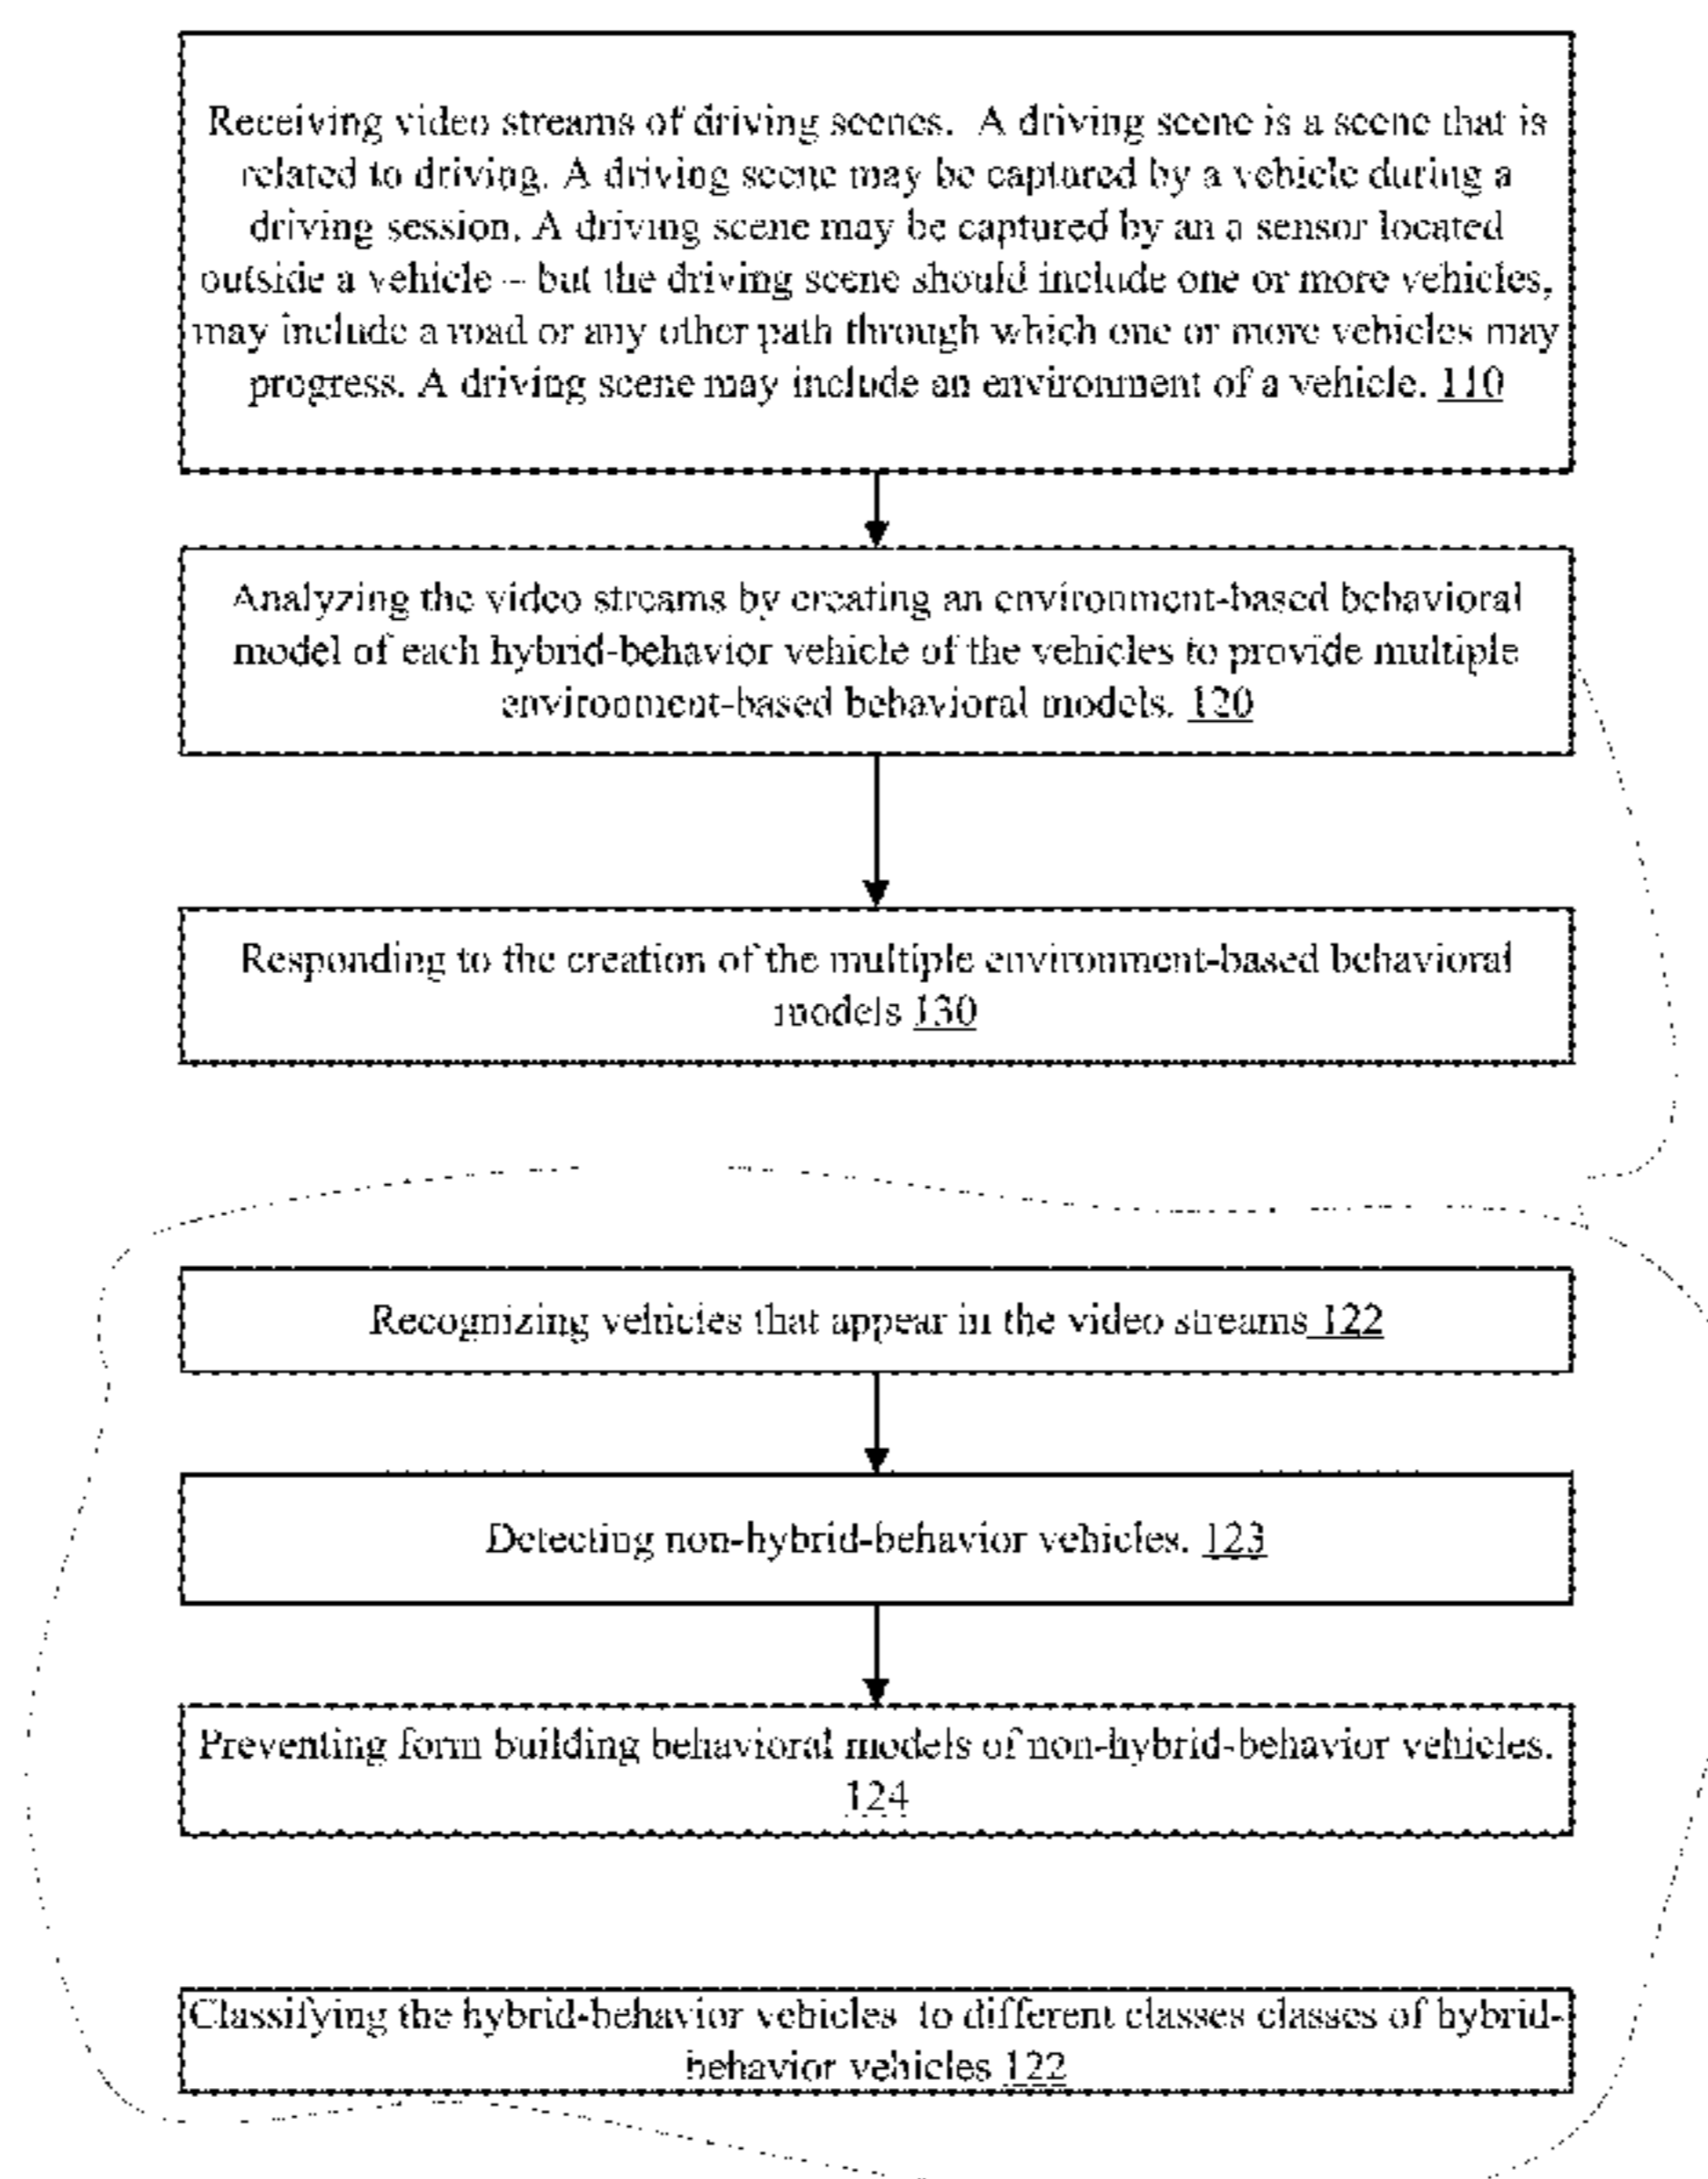 Receiving video streams of driving scenes. A driving scene is a scene that is
related to driving. A driving scene may be captured by a vehicle during a
driving session. A driving scene may be captured by an a sensor located
outside a vehicle – but the driving scene should include one or more vehicles,
may include a road or any other path through which one or more vehicles may
progress. A driving scene may include an environment of a vehicle. 110
Analyzing the video streams by creating an environment-based behavioral
model of each hybrid-behavior vehicle of the vehicles to provide multiple
environment-based behavioral models. 120
Responding to the creation of the multiple environment-based behavioral
models 130
Recognizing vehicles that appear in the video streams 122
Detecting non-hybrid-behavior vehicles. 123
Preventing form building behavioral models of non-hybrid-behavior vehicles.
124
Classifying the hybrid-behavior vehicles to different classes classes of hybrid-
behavior vehicles 122